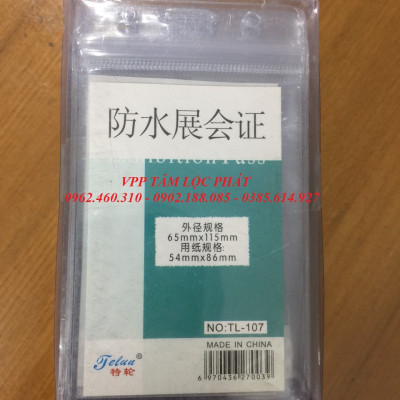 防水展会证
Exhibition Pass
VPP TẤM LỘC PHÁT
0962.460.310 - 0902.188.085 - 0385.614.927
外径规格
65mmx115mm
用纸规格:
54mmx86mm
NO:TL-107
MADE IN CHINA
Telun®
特轮
6970436270039